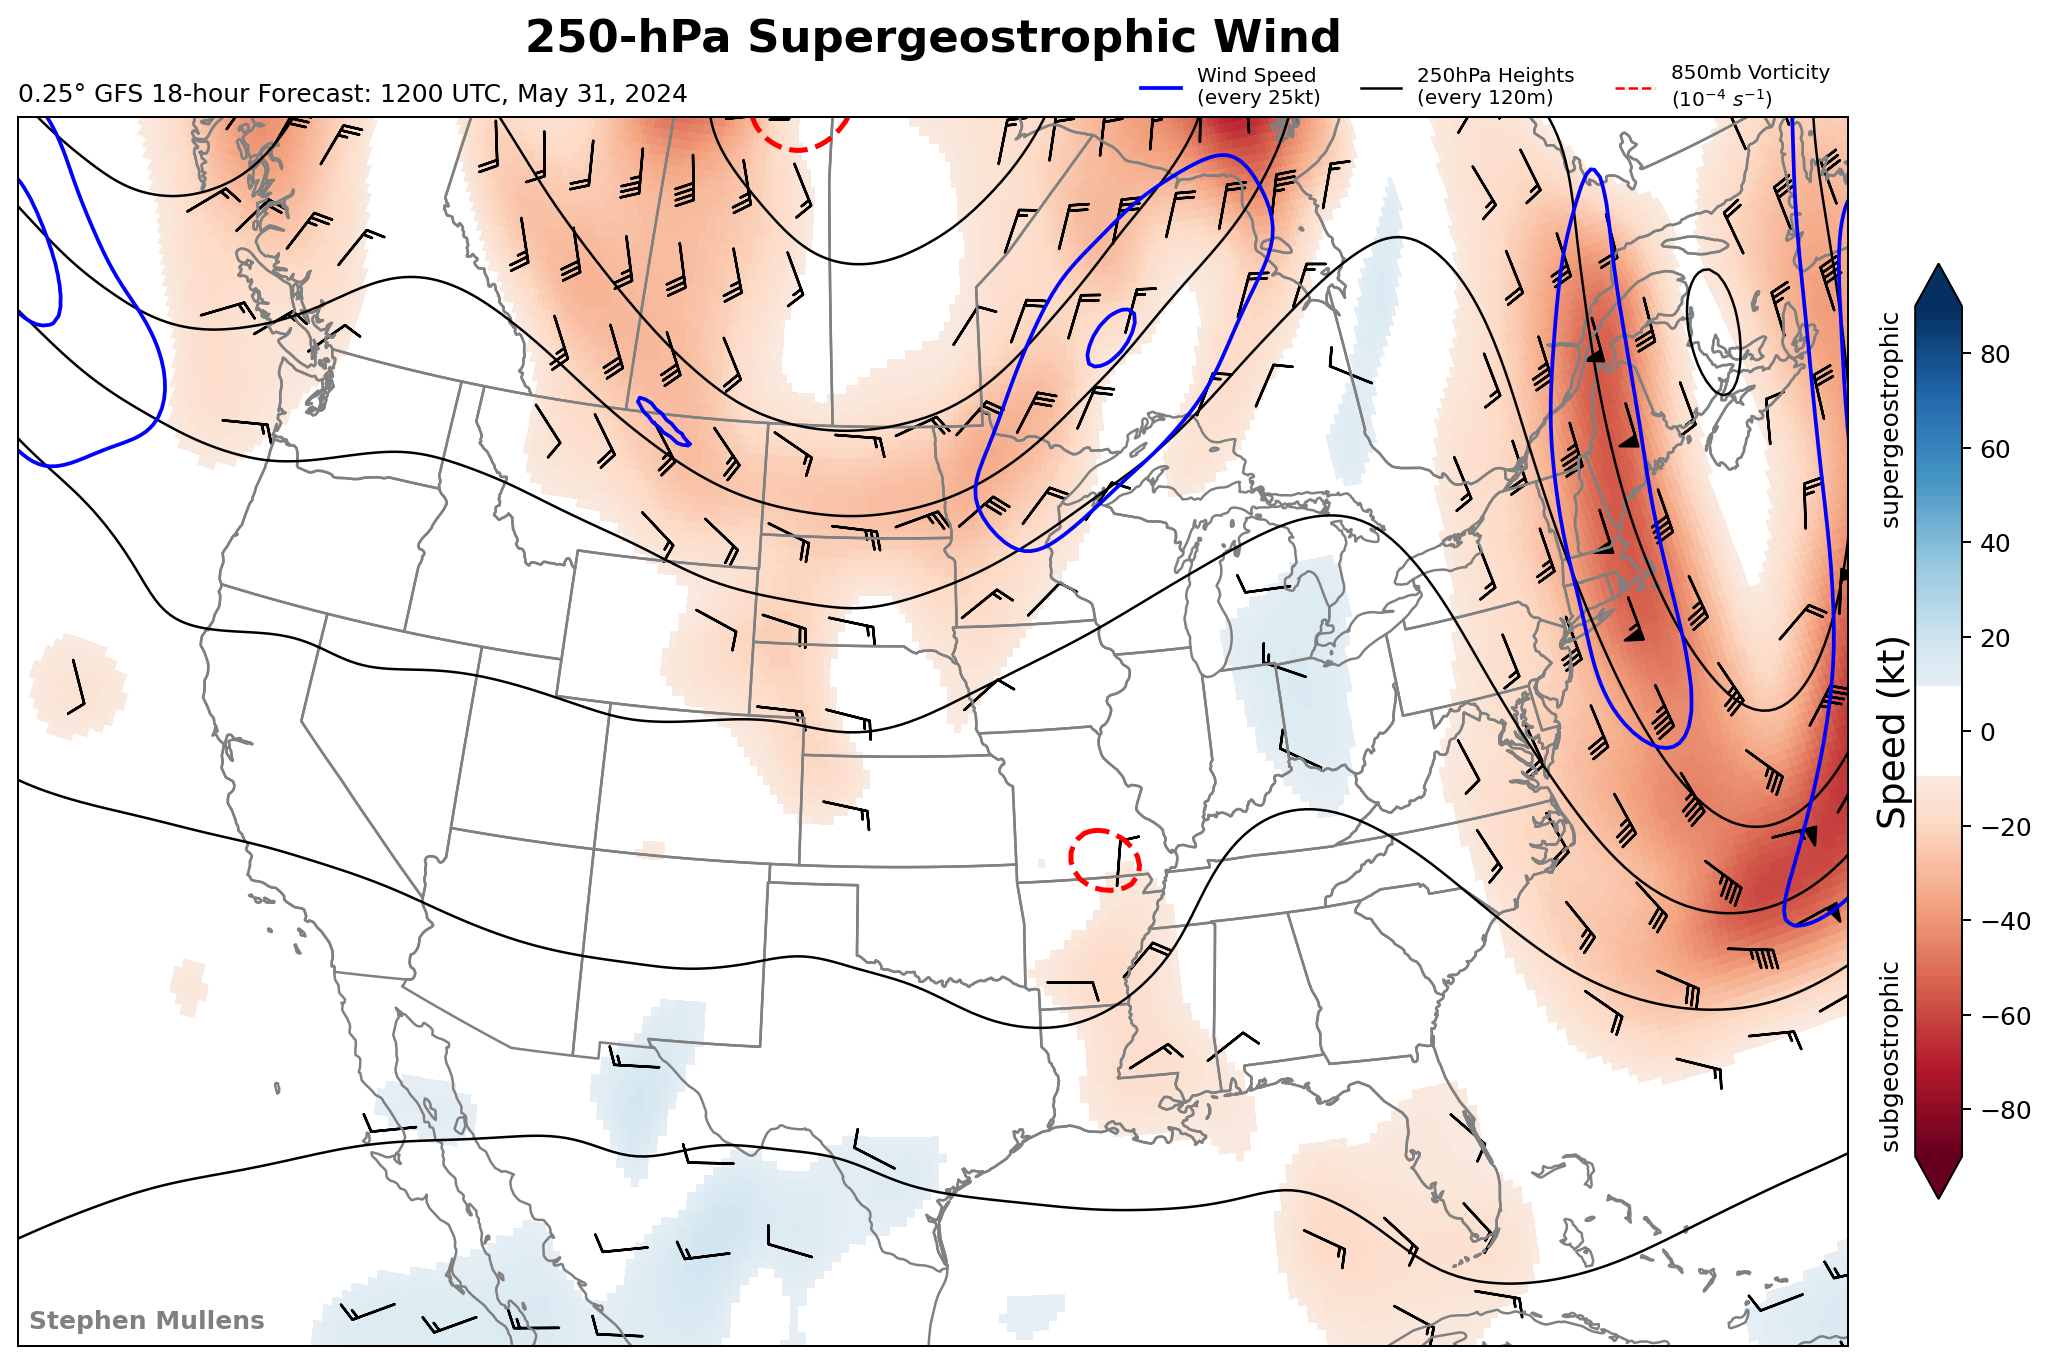 250-hPa Supergeostrophic Wind
0.25° GFS 18-hour Forecast: 1200 UTC, May 31, 2024
Wind Speed
(every 25kt)
250hPa Heights
(every 120m)
850mb Vorticity
(10⁻⁴ s⁻¹)
supergeostrophic
Speed (kt)
subgeostrophic
80
60
40
20
0
−20
−40
−60
−80
Stephen Mullens